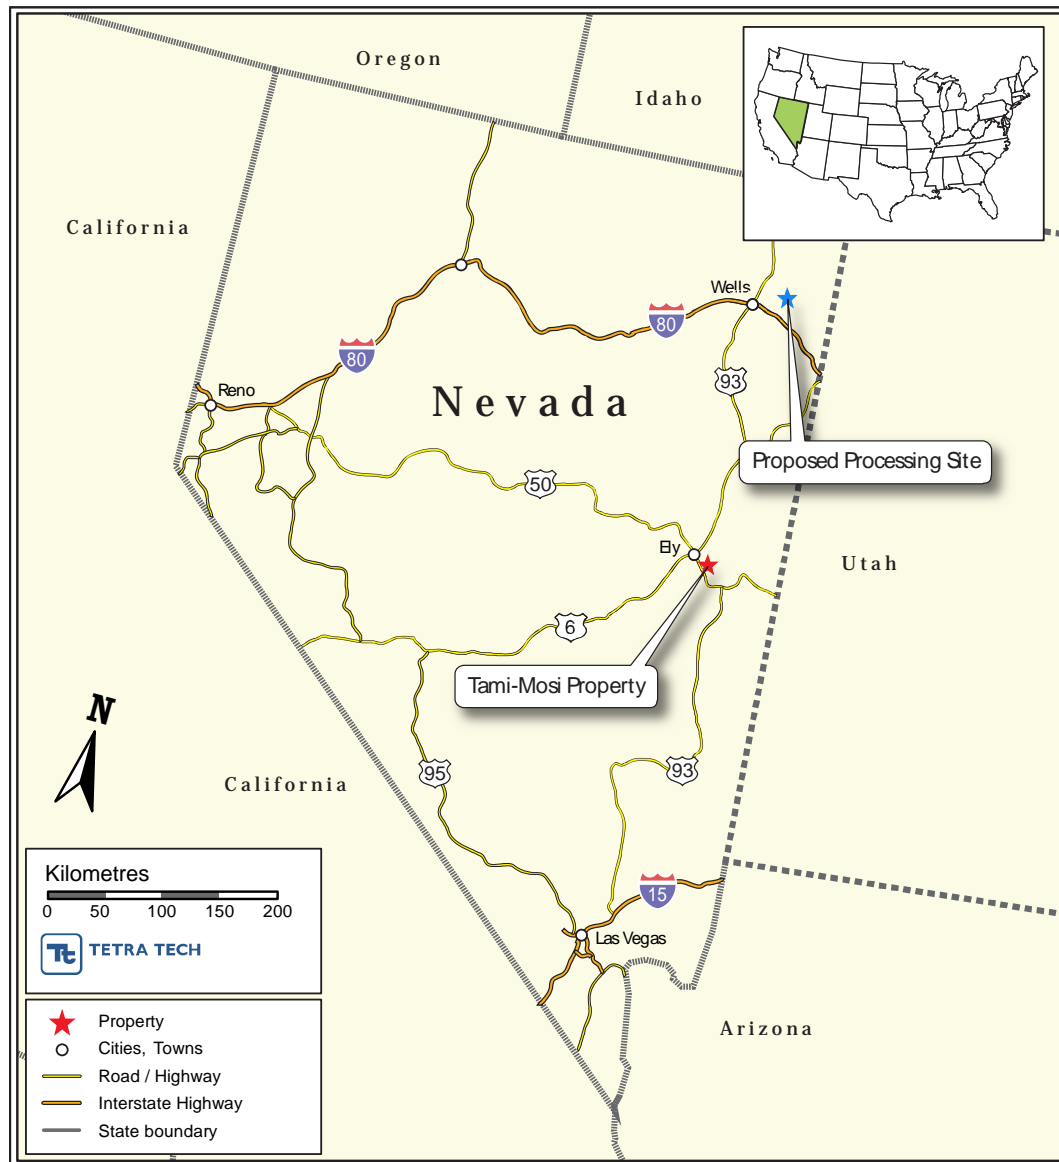 Oregon
Idaho
California
Wells
80
80
93
Reno
Nevada
Proposed Processing Site
50
Ely
Utah
6
Tami-Mosi Property
N
95
93
California
Kilometres
0 50 100 150 200
15
Tt TETRA TECH
Las Vegas
Arizona
Property
Cities, Towns
Road / Highway
Interstate Highway
State boundary